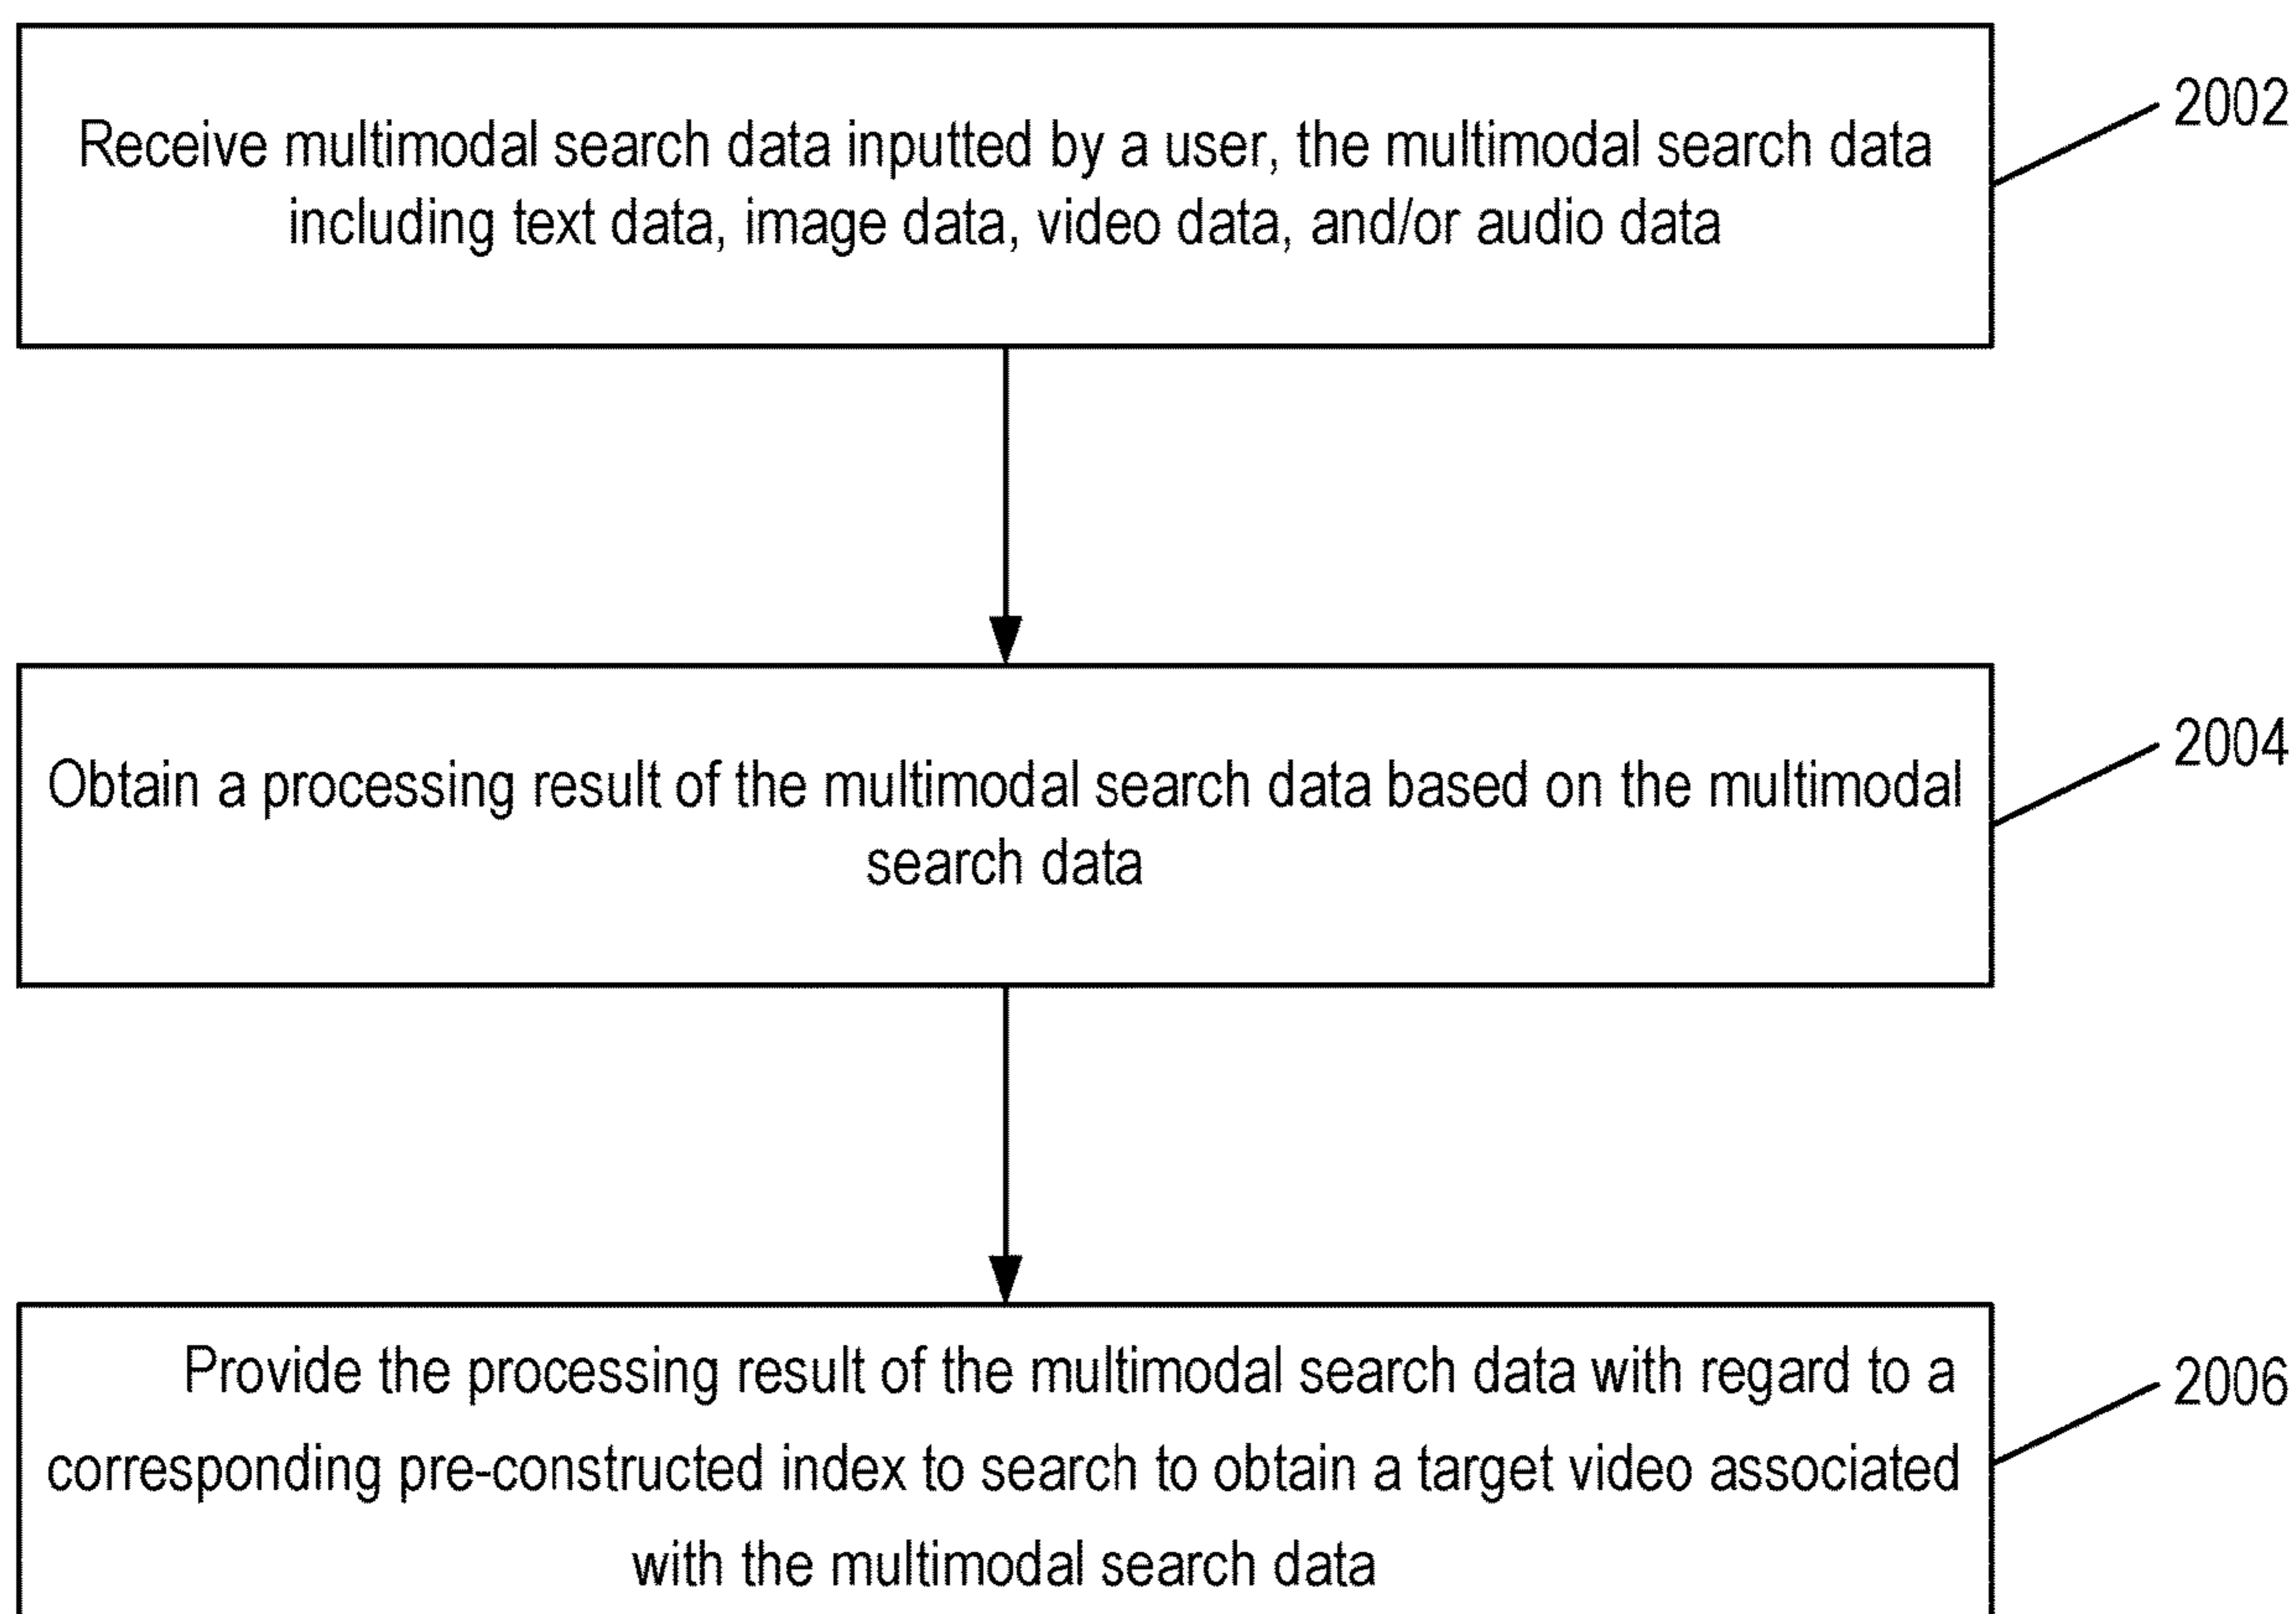 Receive multimodal search data inputted by a user, the multimodal search data
including text data, image data, video data, and/or audio data
2002
Obtain a processing result of the multimodal search data based on the multimodal
search data
2004
Provide the processing result of the multimodal search data with regard to a
corresponding pre-constructed index to search to obtain a target video associated
with the multimodal search data
2006